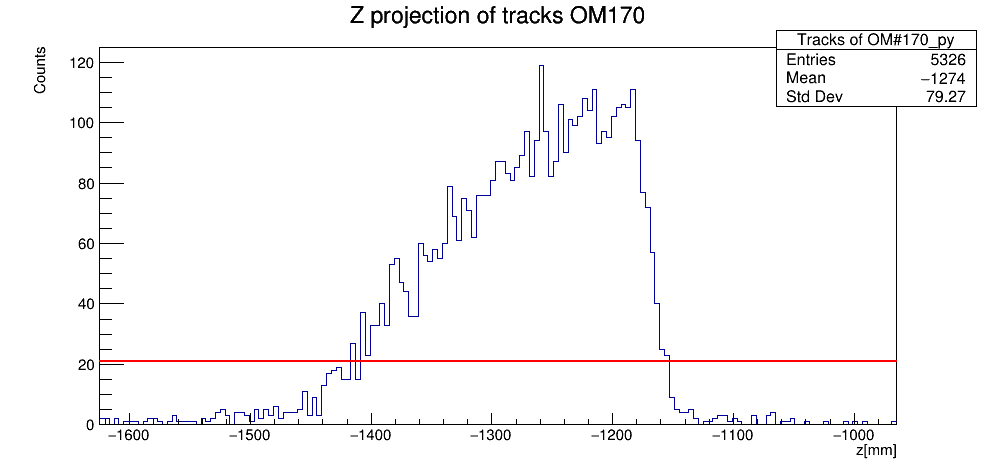 Z projection of tracks OM170
Tracks of OM#170_py
Entries 5326
Mean −1274
Std Dev 79.27
Counts
120
100
80
60
40
20
0
−1600 −1500 −1400 −1300 −1200 −1100 −1000
z[mm]